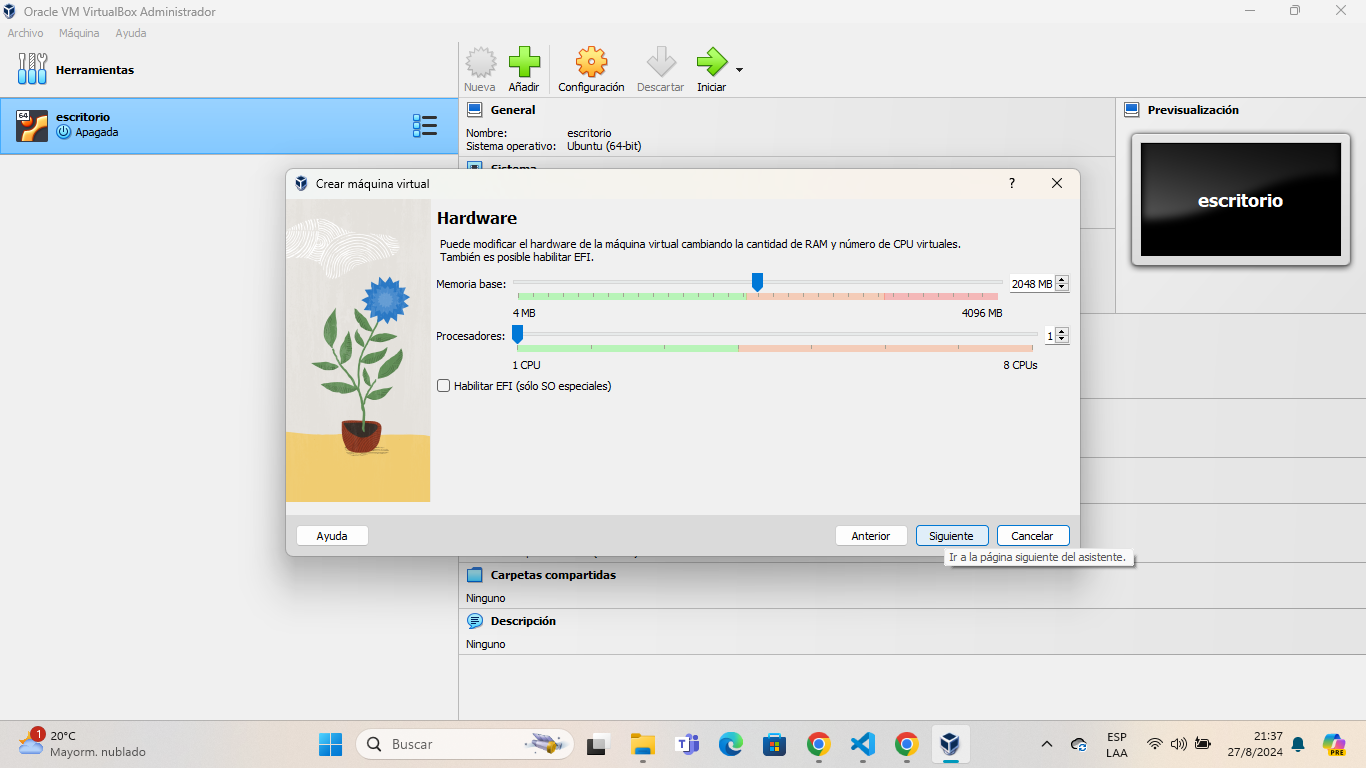 Oracle VM VirtualBox Administrador
Archivo Máquina Ayuda
Herramientas
Nueva Añadir Configuración Descartar Iniciar
64
escritorio
Apagada
General
Nombre: escritorio
Sistema operativo: Ubuntu (64-bit)
Sistema
Previsualización
escritorio
Crear máquina virtual
?
Hardware
Puede modificar el hardware de la máquina virtual cambiando la cantidad de RAM y número de CPU virtuales.
También es posible habilitar EFI.
Memoria base: 2048 MB
4 MB 4096 MB
Procesadores: 1
1 CPU 8 CPUs
Habilitar EFI (sólo SO especiales)
Ayuda Anterior Siguiente Cancelar
Ir a la página siguiente del asistente.
Carpetas compartidas
Ninguno
Descripción
Ninguno
1
20°C
Mayorm. nublado
Buscar
ESP
LAA
21:37
27/8/2024
PRE